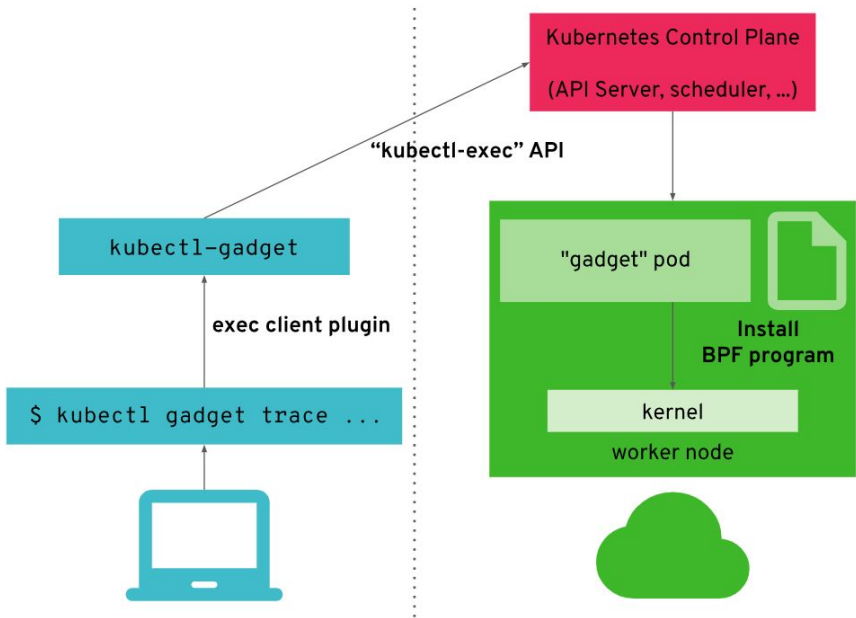 Kubernetes Control Plane
(API Server, scheduler, ...)
“kubectl-exec” API
kubectl-gadget
"gadget" pod
exec client plugin
Install
BPF program
$ kubectl gadget trace ...
kernel
worker node